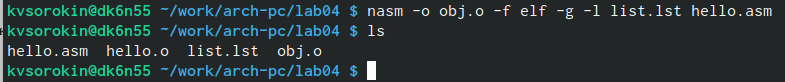 kvsorokin@dk6n55 ~/work/arch-pc/lab04 $ nasm -o obj.o -f elf -g -l list.lst hello.asm
kvsorokin@dk6n55 ~/work/arch-pc/lab04 $ ls
hello.asm  hello.o  list.lst  obj.o
kvsorokin@dk6n55 ~/work/arch-pc/lab04 $